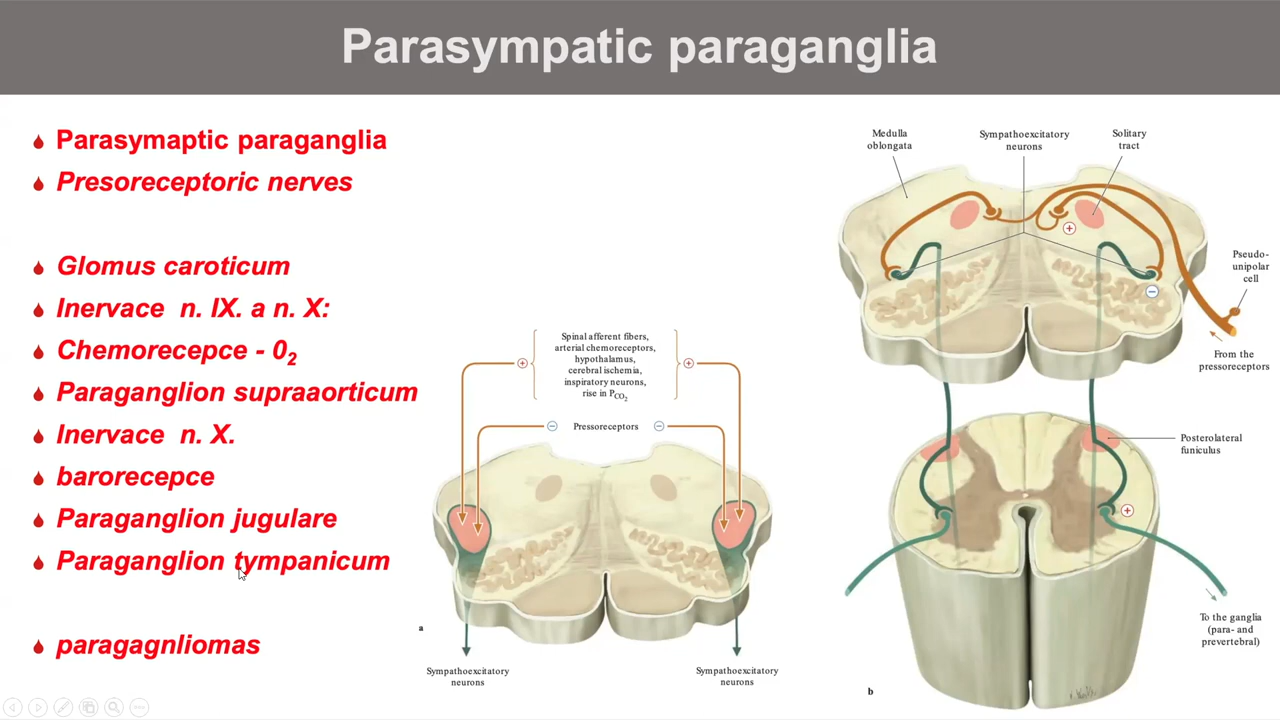 Parasympatic paraganglia
Parasymaptic paraganglia
Presoreceptoric nerves
Glomus caroticum
Inervace n. IX. a n. X:
Chemorecepce - 0₂
Paraganglion supraaorticum
Inervace n. X.
barorecepce
Paraganglion jugulare
Paraganglion tympanicum
paragagnliomas
Spinal afferent fibers,
arterial chemoreceptors,
hypothalamus,
cerebral ischemia,
inspiratory neurons,
rise in PCO₂
+
+
− Pressoreceptors −
a
Sympathoexcitatory
neurons
Sympathoexcitatory
neurons
Medulla
oblongata
Sympathoexcitatory
neurons
Solitary
tract
+
Pseudo-
unipolar
cell
−
From the
pressoreceptors
Posterolateral
funiculus
+
To the ganglia
(para- and
prevertebral)
b